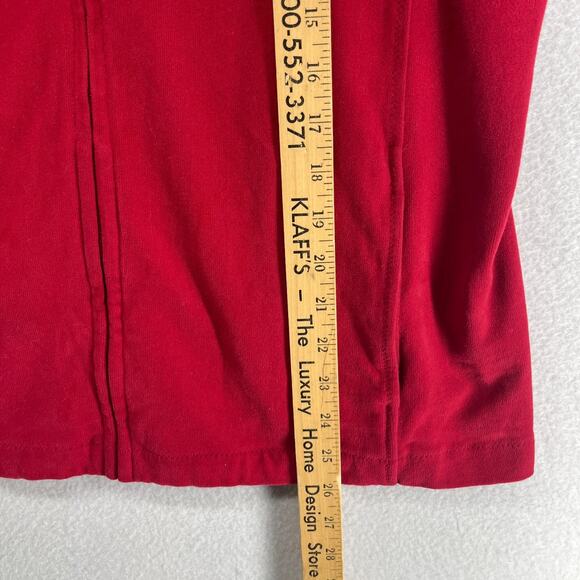 00-552-3371 KLAFF'S – The Luxury Home Design Store
15 16 17 18 19 20 21 22 23 24 25 26 27 28